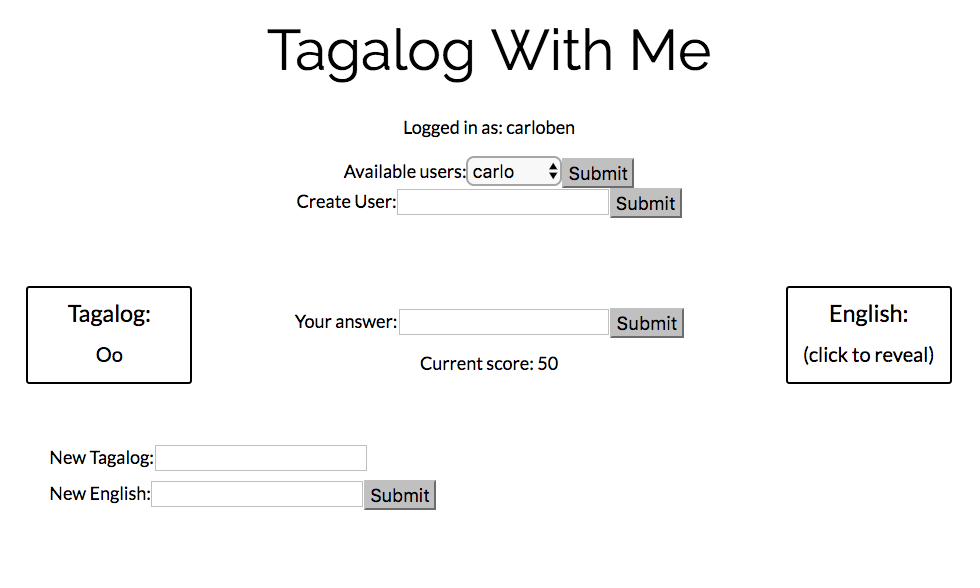 Tagalog With Me
Logged in as: carloben
Available users: carlo Submit
Create User: Submit
Tagalog:
Oo
Your answer: Submit
Current score: 50
English:
(click to reveal)
New Tagalog:
New English: Submit